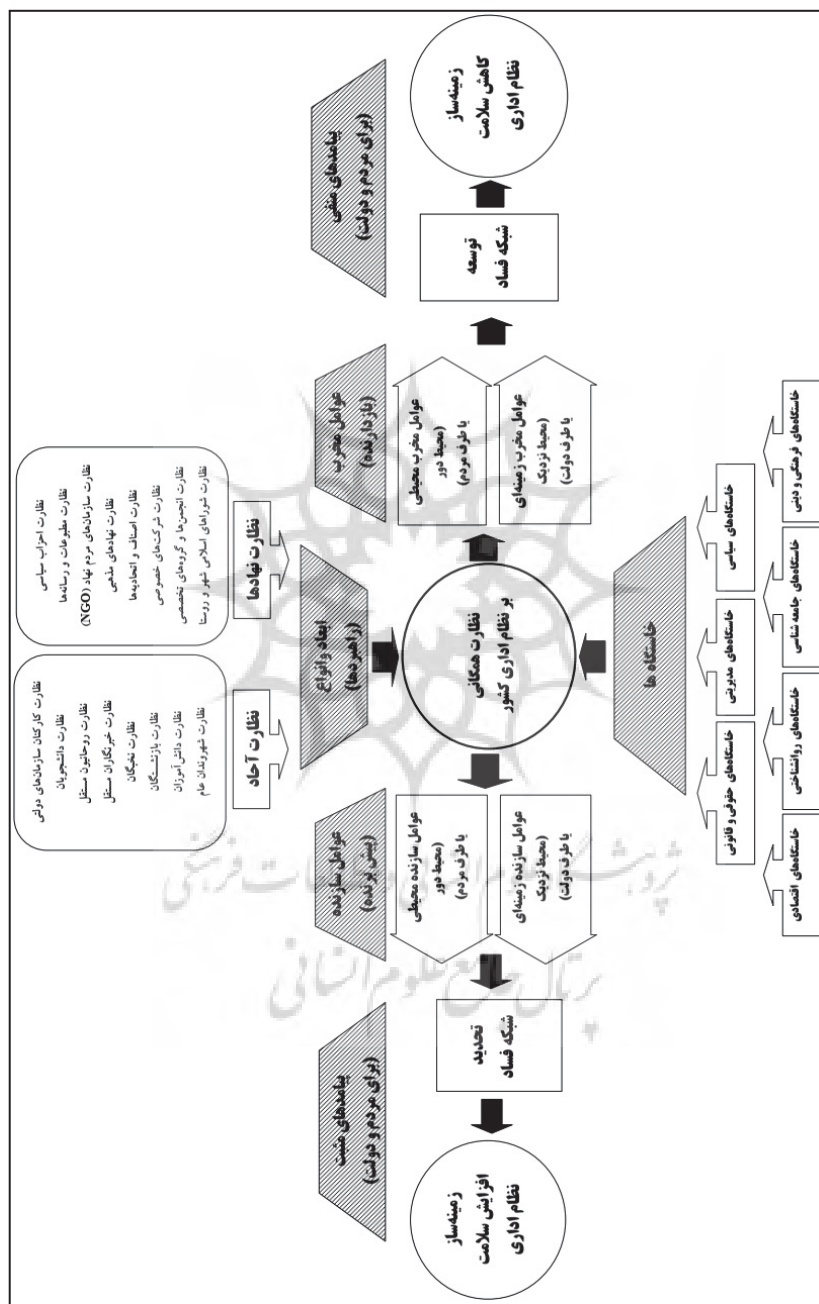 نظارت احزاب سیاسی
نظارت مطبوعات و رسانه‌ها
نظارت سازمان‌های مردم نهاد (NGO)
نظارت نهادهای مذهبی
نظارت اصناف و اتحادیه‌ها
نظارت شرکت‌های خصوصی
نظارت انجمن‌ها و گروه‌های تخصصی
نظارت شوراهای اسلامی شهر و روستا
نظارت کارکنان سازمان‌های دولتی
نظارت دانشجویان
نظارت نخبگان
نظارت خبرنگاران مستقل
نظارت روحانیون مستقل
نظارت بازنشستگان
نظارت دانش‌آموزان
نظارت شهروندان عام
نظارت نهادها
نظارت آحاد
پیامدهای منفی
(برای مردم و دولت)
عوامل مخرب
(بازدارنده)
ابعاد وانواع
(راهبردها)
عوامل سازنده
(پیش برنده)
پیامدهای مثبت
(برای مردم و دولت)
زمینه‌ساز
کاهش سلامت
نظام اداری
توسعه
شبکه فساد
عوامل مخرب محیطی
(محیط دور
یا طرف مردم)
عوامل مخرب زمینه‌ای
(محیط نزدیک
یا طرف دولت)
نظارت همگانی
بر نظام اداری کشور
عوامل سازنده محیطی
(محیط دور
یا طرف مردم)
عوامل سازنده زمینه‌ای
(محیط نزدیک
یا طرف دولت)
تحدید
شبکه فساد
زمینه‌ساز
افزایش سلامت
نظام اداری
خاستگاه ها
خاستگاه‌های سیاسی
خاستگاه‌های مدیریتی
خاستگاه‌های حقوقی و قانونی
خاستگاه‌های فرهنگی و دینی
خاستگاه‌های جامعه شناسی
خاستگاه‌های روانشناختی
خاستگاه‌های اقتصادی
پرتال جامع علوم انسانی